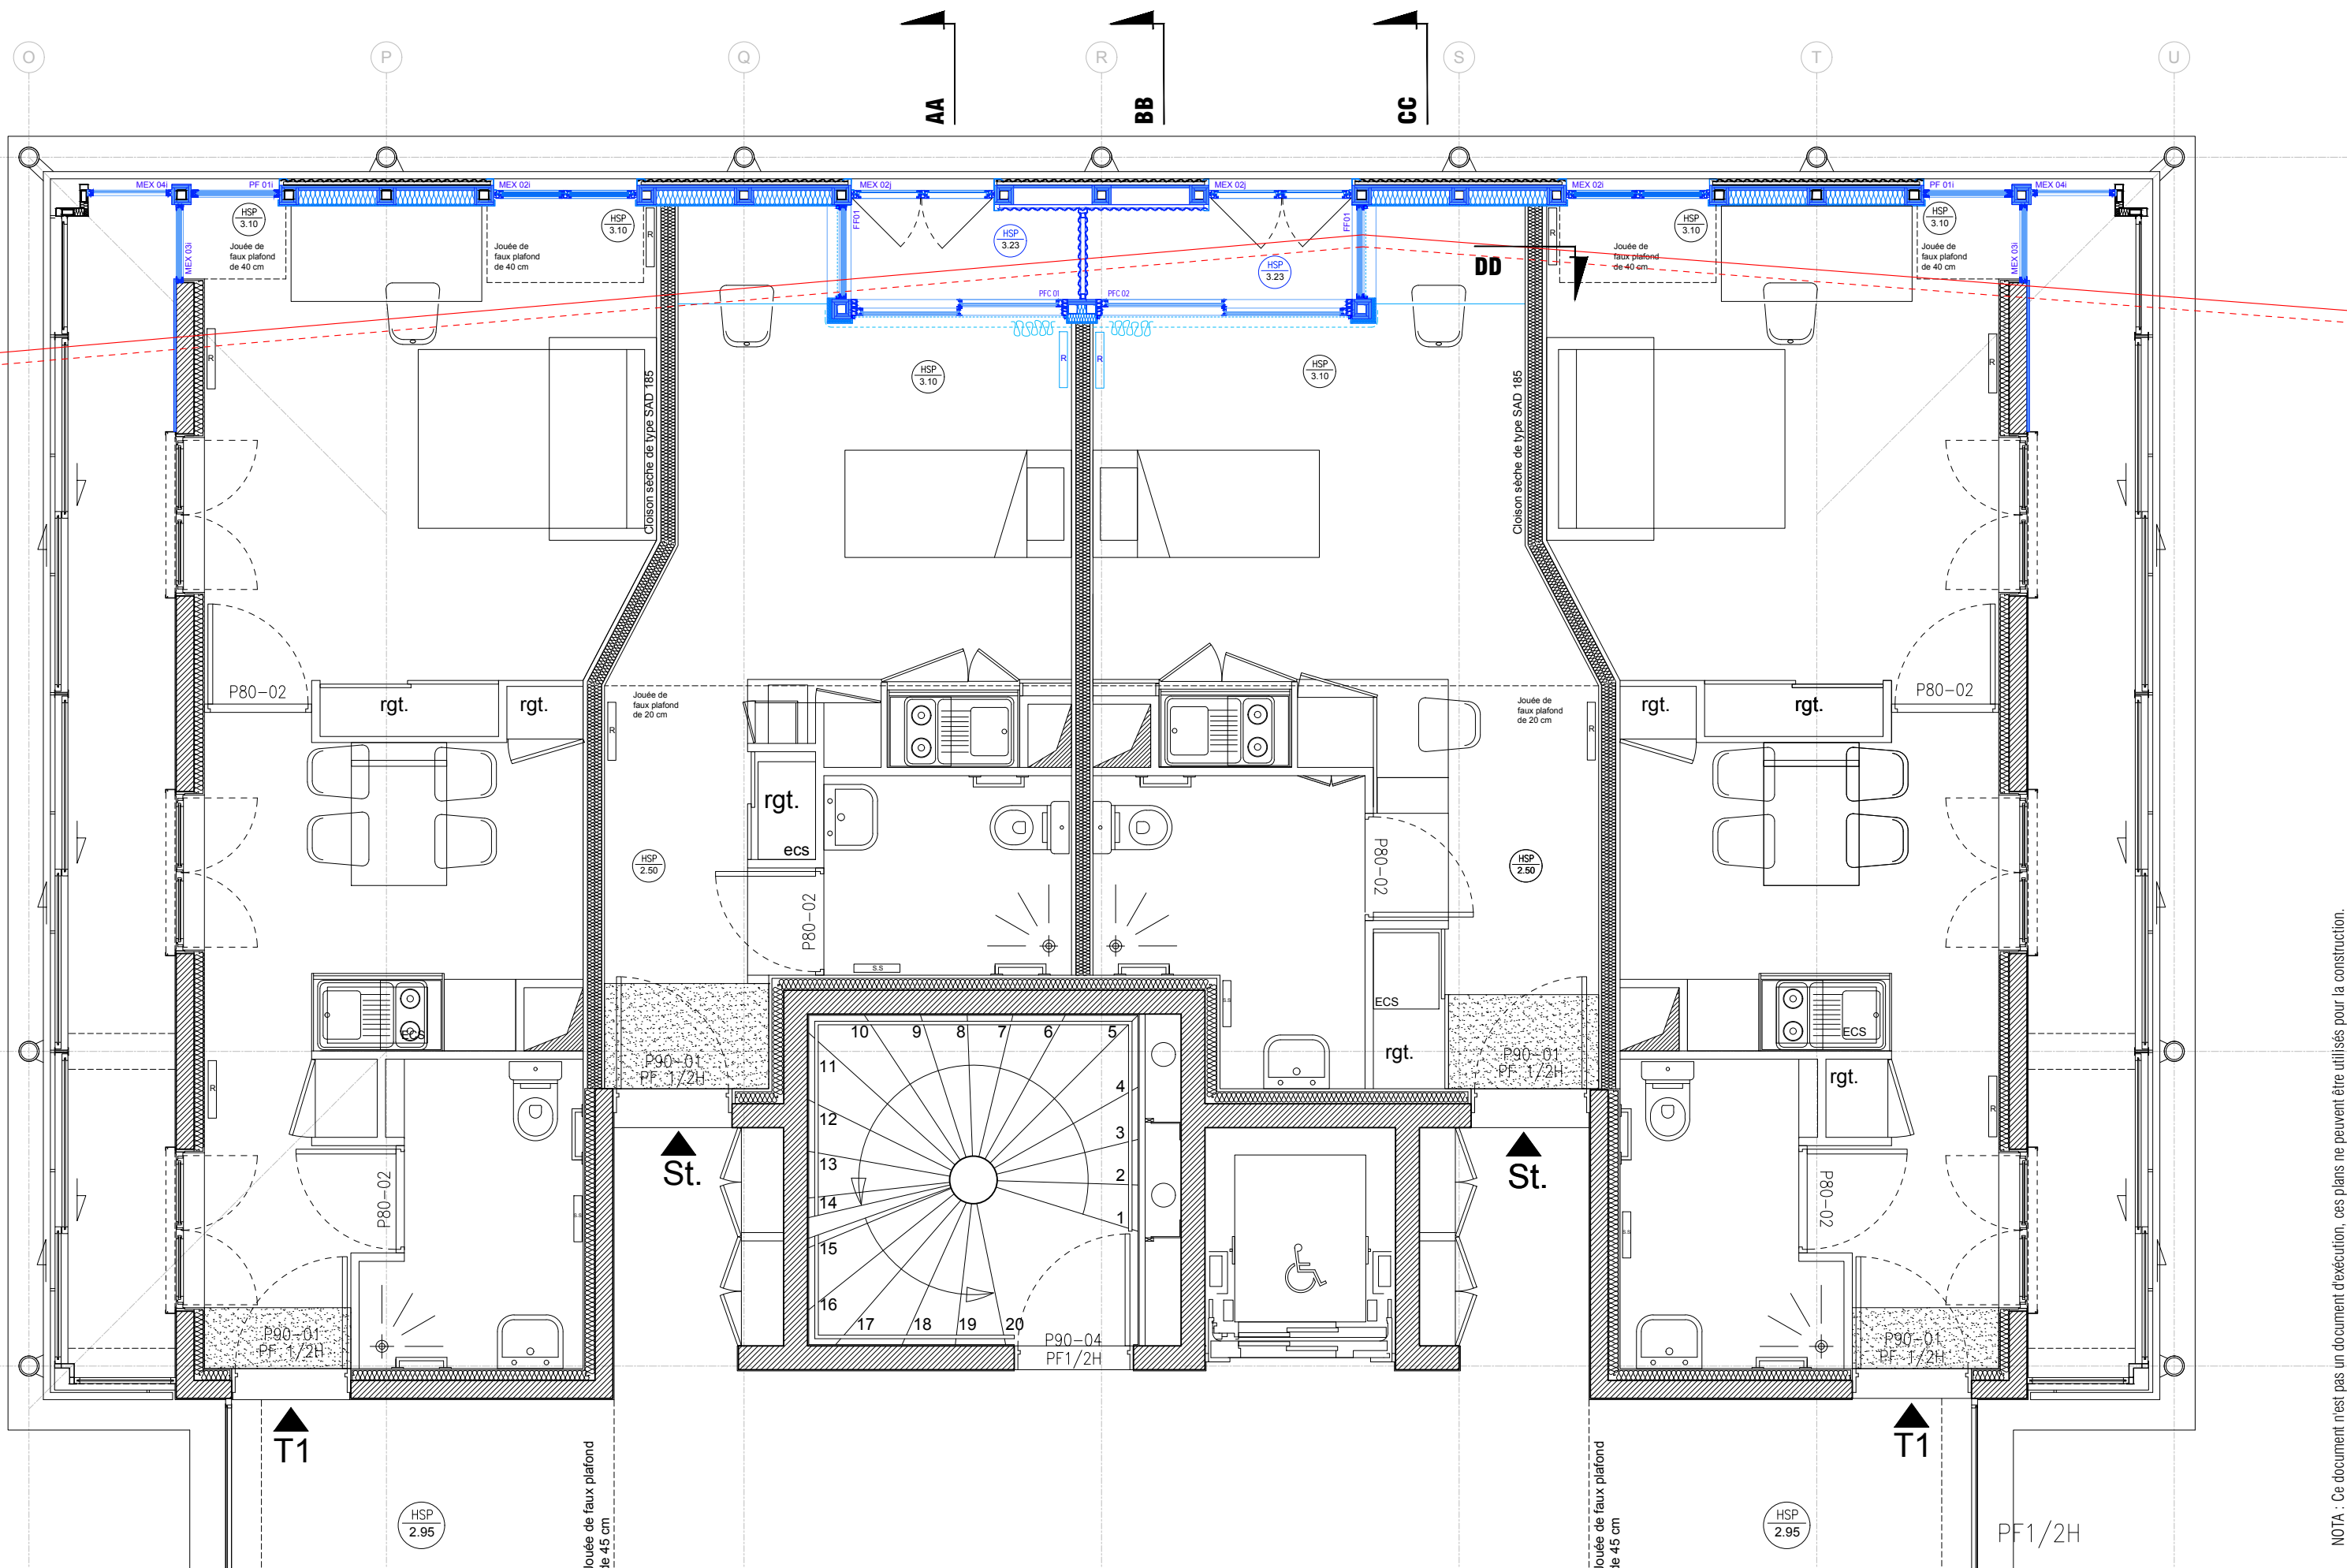 O
P
Q
R
S
T
U
AA
BB
CC
MEX 04i
PF 01i
MEX 02i
MEX 02j
MEX 02j
MEX 02i
PF 01i
MEX 04i
HSP
3.10
HSP
3.10
HSP
3.23
HSP
3.23
HSP
3.10
HSP
3.10
Jouée de
faux plafond
de 40 cm
Jouée de
faux plafond
de 40 cm
Jouée de
faux plafond
de 40 cm
Jouée de
faux plafond
de 40 cm
MEX 03i
FF01
FF01
MEX 03i
R
R
DD
PFC 01
PFC 02
R
R
R
R
HSP
3.10
HSP
3.10
Cloison sèche de type SAD 185
Cloison sèche de type SAD 185
P80-02
rgt.
rgt.
Jouée de
faux plafond
de 20 cm
Jouée de
faux plafond
de 20 cm
rgt.
rgt.
P80-02
R
R
rgt.
ecs
HSP
2.50
P80-02
P80-02
HSP
2.50
S.S
S.S
ECS
ECS
ECS
rgt.
rgt.
P90-01
PF 1/2H
P90-01
PF 1/2H
R
R
10
9
8
7
6
5
11
4
12
3
13
2
14
1
15
16
17
18
19
20
St.
St.
P80-02
P80-02
S.S
S.S
P90-01
PF 1/2H
P90-04
PF1/2H
P90-01
PF 1/2H
T1
T1
HSP
2.95
Jouée de faux plafond
de 45 cm
Jouée de faux plafond
de 45 cm
HSP
2.95
PF1/2H
NOTA : Ce document n'est pas un document d'exécution, ces plans ne peuvent être utilisés pour la construction.